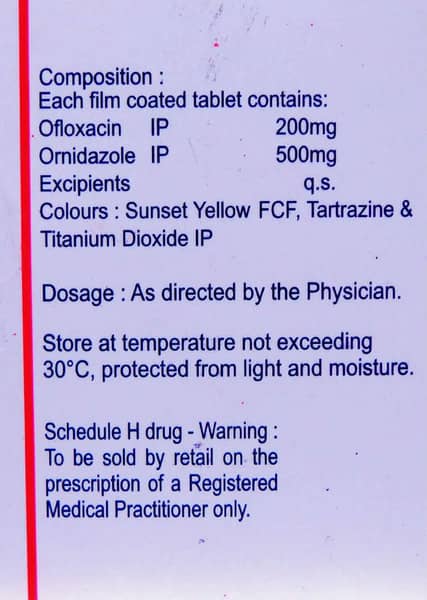 Composition :
Each film coated tablet contains:
Ofloxacin IP 200mg
Ornidazole IP 500mg
Excipients q.s.
Colours : Sunset Yellow FCF, Tartrazine &
Titanium Dioxide IP
Dosage : As directed by the Physician.
Store at temperature not exceeding
30°C, protected from light and moisture.
Schedule H drug - Warning :
To be sold by retail on the
prescription of a Registered
Medical Practitioner only.